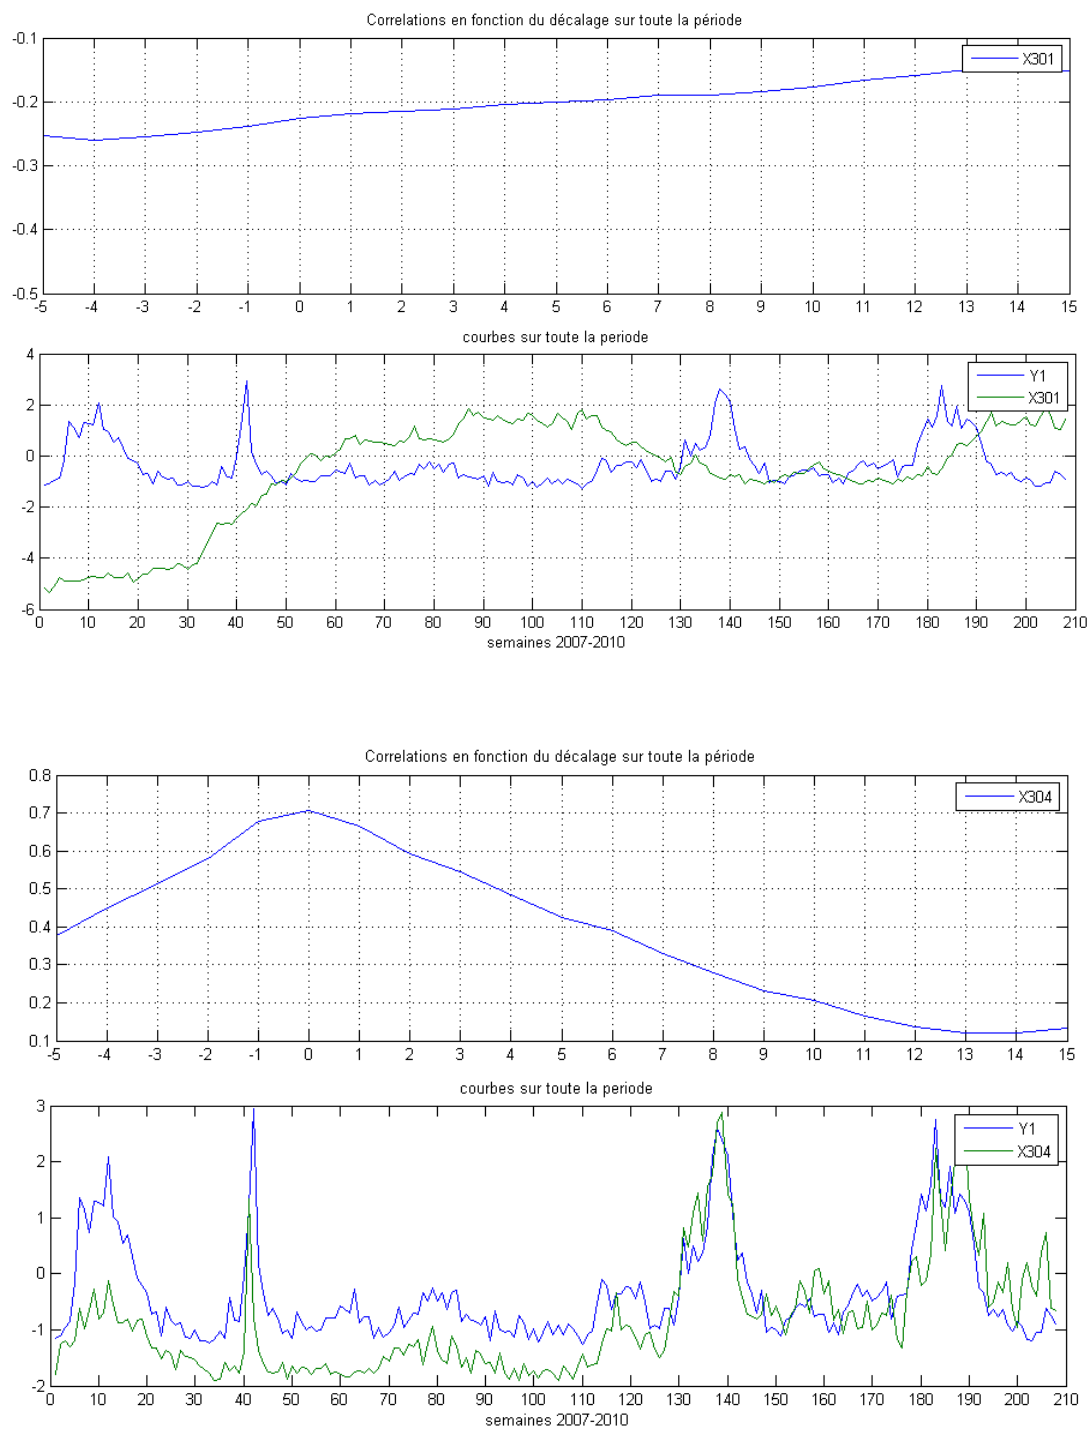 Correlations en fonction du décalage sur toute la période
-0.1
X301
-0.2
-0.3
-0.4
-0.5
-5 -4 -3 -2 -1 0 1 2 3 4 5 6 7 8 9 10 11 12 13 14 15
courbes sur toute la periode
4
Y1
X301
2
0
-2
-4
-6
0 10 20 30 40 50 60 70 80 90 100 110 120 130 140 150 160 170 180 190 200 210
semaines 2007-2010
Correlations en fonction du décalage sur toute la période
0.8
X304
0.7
0.6
0.5
0.4
0.3
0.2
0.1
-5 -4 -3 -2 -1 0 1 2 3 4 5 6 7 8 9 10 11 12 13 14 15
courbes sur toute la periode
3
Y1
X304
2
1
0
-1
-2
0 10 20 30 40 50 60 70 80 90 100 110 120 130 140 150 160 170 180 190 200 210
semaines 2007-2010